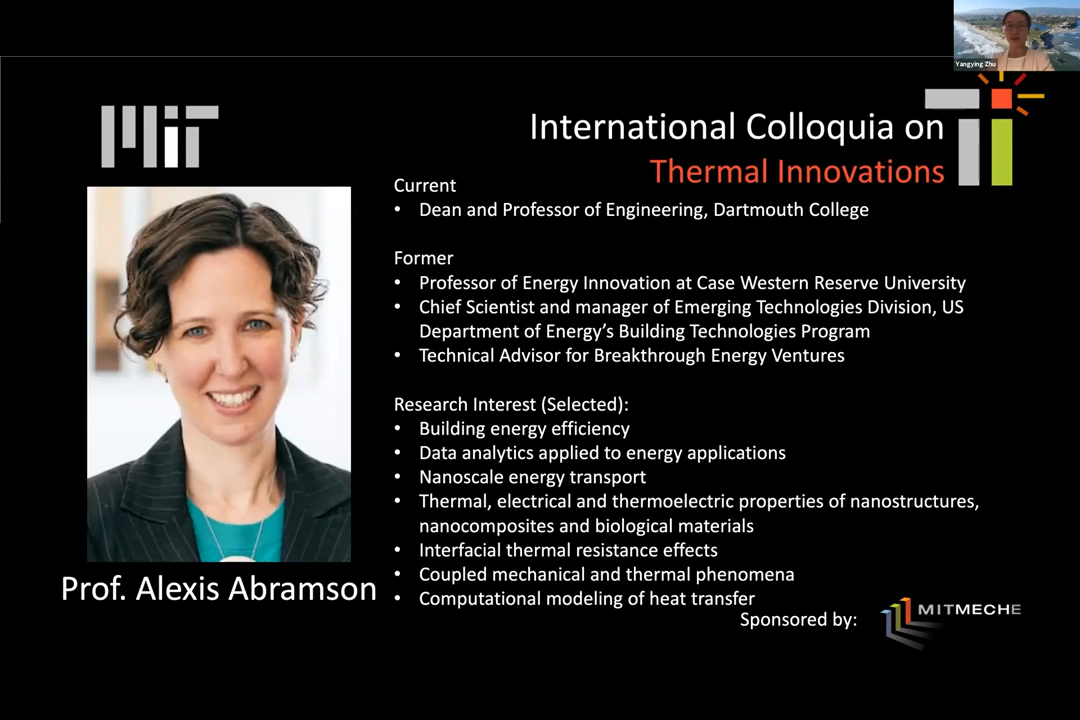 Yangying Zhu
MIT
International Colloquia on
Thermal Innovations
Current
• Dean and Professor of Engineering, Dartmouth College
Former
• Professor of Energy Innovation at Case Western Reserve University
• Chief Scientist and manager of Emerging Technologies Division, US
Department of Energy's Building Technologies Program
• Technical Advisor for Breakthrough Energy Ventures
Research Interest (Selected):
• Building energy efficiency
• Data analytics applied to energy applications
• Nanoscale energy transport
• Thermal, electrical and thermoelectric properties of nanostructures,
nanocomposites and biological materials
• Interfacial thermal resistance effects
• Coupled mechanical and thermal phenomena
• Computational modeling of heat transfer
Prof. Alexis Abramson
Sponsored by:
MITMECHE